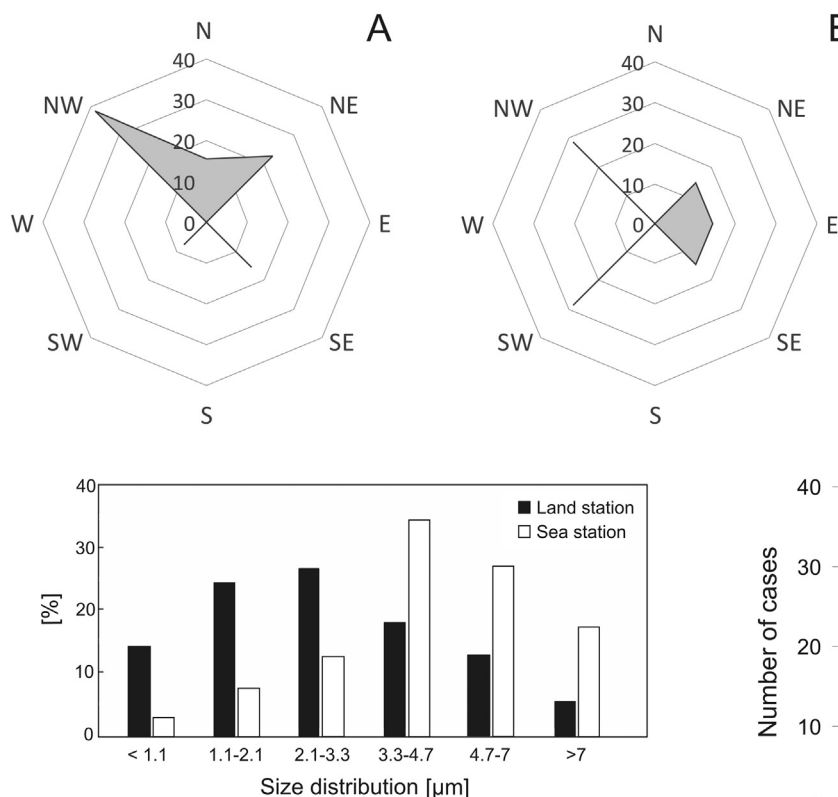 N
A
40
30
20
10
0
NW
NE
W
E
SW
SE
S
N
40
30
20
10
0
NW
NE
W
E
SW
SE
S
40
30
20
10
0
[%]
Land station
Sea station
< 1.1
1.1-2.1
2.1-3.3
3.3-4.7
4.7-7
>7
Size distribution [µm]
40
30
20
10
Number of cases